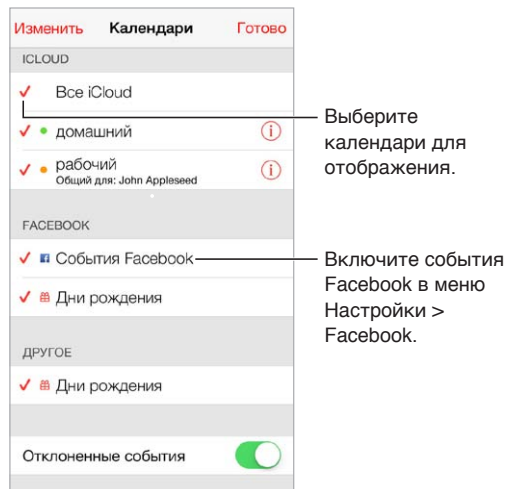 Изменить Календари Готово
ICLOUD
Все iCloud
домашний
рабочий
Общий для: John Appleseed
FACEBOOK
События Facebook
Дни рождения
ДРУГОЕ
Дни рождения
Отклоненные события
Выберите
календари для
отображения.
Включите события
Facebook в меню
Настройки >
Facebook.